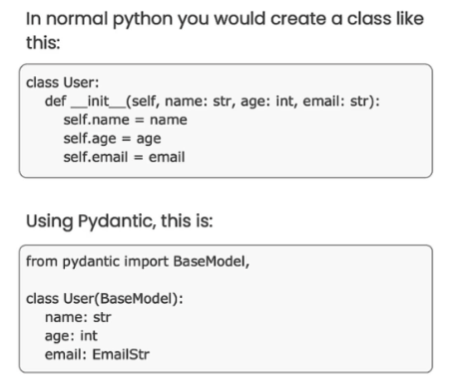 In normal python you would create a class like
this:
class User:
def __init__(self, name: str, age: int, email: str):
self.name = name
self.age = age
self.email = email
Using Pydantic, this is:
from pydantic import BaseModel,
class User(BaseModel):
name: str
age: int
email: EmailStr